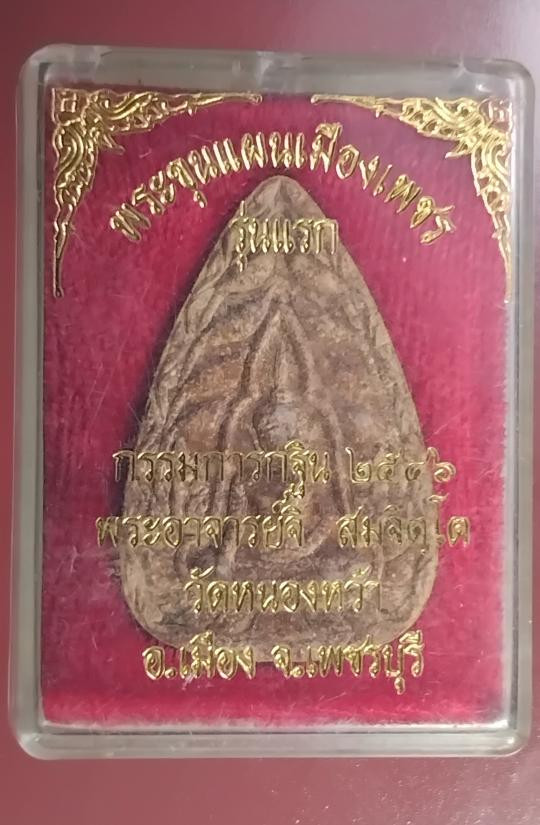 พระขุนแผนเมืองเพชร
รุ่นแรก
กรรมการกฐิน ๒๕๔๖
พระอาจารย์จิ๊ สมจิตฺโต
วัดหนองหว้า
อ.เมือง จ.เพชรบุรี